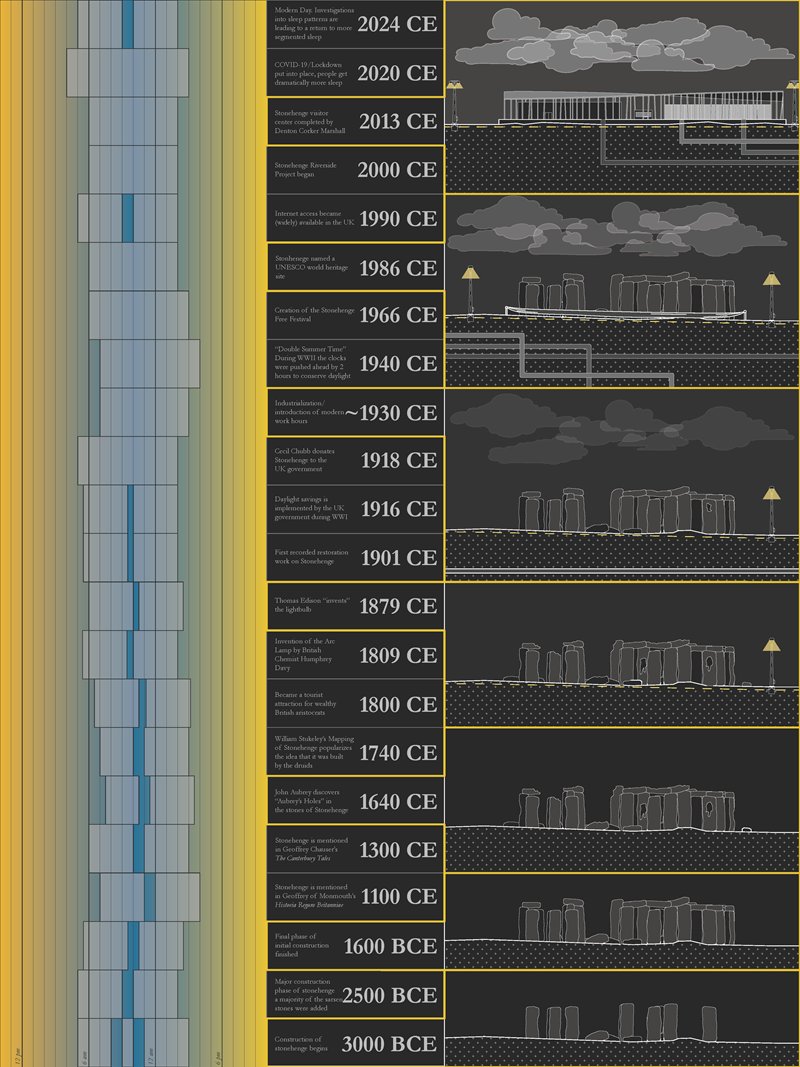 Modern Day. Investigations
into sleep patterns are
leading to a return to more
segmented sleep
2024 CE
COVID-19/Lockdown
put into place, people get
dramatically more sleep
2020 CE
Stonehenge visitor
center completed by
Denton Corker Marshall
2013 CE
Stonehenge Riverside
Project began
2000 CE
Internet access became
(widely) available in the UK
1990 CE
Stonhenege named a
UNESCO world heritage
site
1986 CE
Creation of the Stonehenge
Free Festival
1966 CE
"Double Summer Time"
During WWII the clocks
were pushed ahead by 2
hours to conserve daylight
1940 CE
Industrialization/
introduction of modern
work hours
~1930 CE
Cecil Chubb donates
Stonehenge to the
UK government
1918 CE
Daylight savings is
implemented by the UK
government during WWI
1916 CE
First recorded restoration
work on Stonehenge
1901 CE
Thomas Edison "invents"
the lightbulb
1879 CE
Invention of the Arc
Lamp by British
Chemist Humphrey
Davy
1809 CE
Became a tourist
attraction for wealthy
British aristocrats
1800 CE
William Stukeley's Mapping
of Stonehenge popularizes
the idea that it was built
by the druids
1740 CE
John Aubrey discovers
"Aubrey's Holes" in
the stones of Stonehenge
1640 CE
Stonehenge is mentioned
in Geoffrey Chauser's
The Canterbury Tales
1300 CE
Stonehenge is mentioned
in Geoffrey of Monmouth's
Historia Regum Britanniae
1100 CE
Final phase of
initial construction
finished
1600 BCE
Major construction
phase of stonehenge
a majority of the sarsen
stones were added
2500 BCE
Construction of
stonehenge begins
3000 BCE
12 pm
6 am
12 am
6 pm